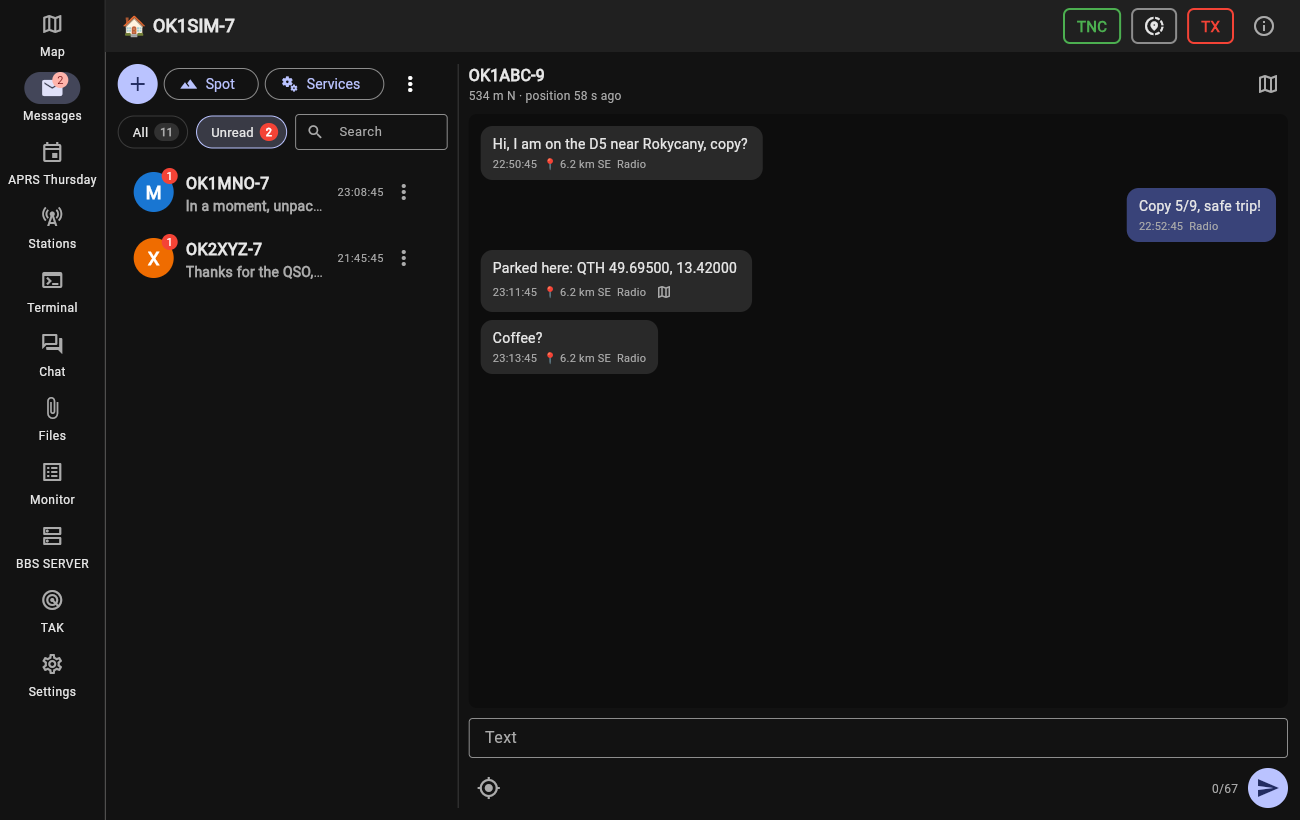 OK1SIM-7
TNC
TX
Map
2
Messages
APRS Thursday
Stations
Terminal
Chat
Files
Monitor
BBS SERVER
TAK
Settings
Spot
Services
All 11
Unread 2
Search
M
1
OK1MNO-7
In a moment, unpac...
23:08:45
X
1
OK2XYZ-7
Thanks for the QSO,...
21:45:45
OK1ABC-9
534 m N · position 58 s ago
Hi, I am on the D5 near Rokycany, copy?
22:50:45 📍 6.2 km SE Radio
Copy 5/9, safe trip!
22:52:45 Radio
Parked here: QTH 49.69500, 13.42000
23:11:45 📍 6.2 km SE Radio
Coffee?
23:13:45 📍 6.2 km SE Radio
Text
0/67